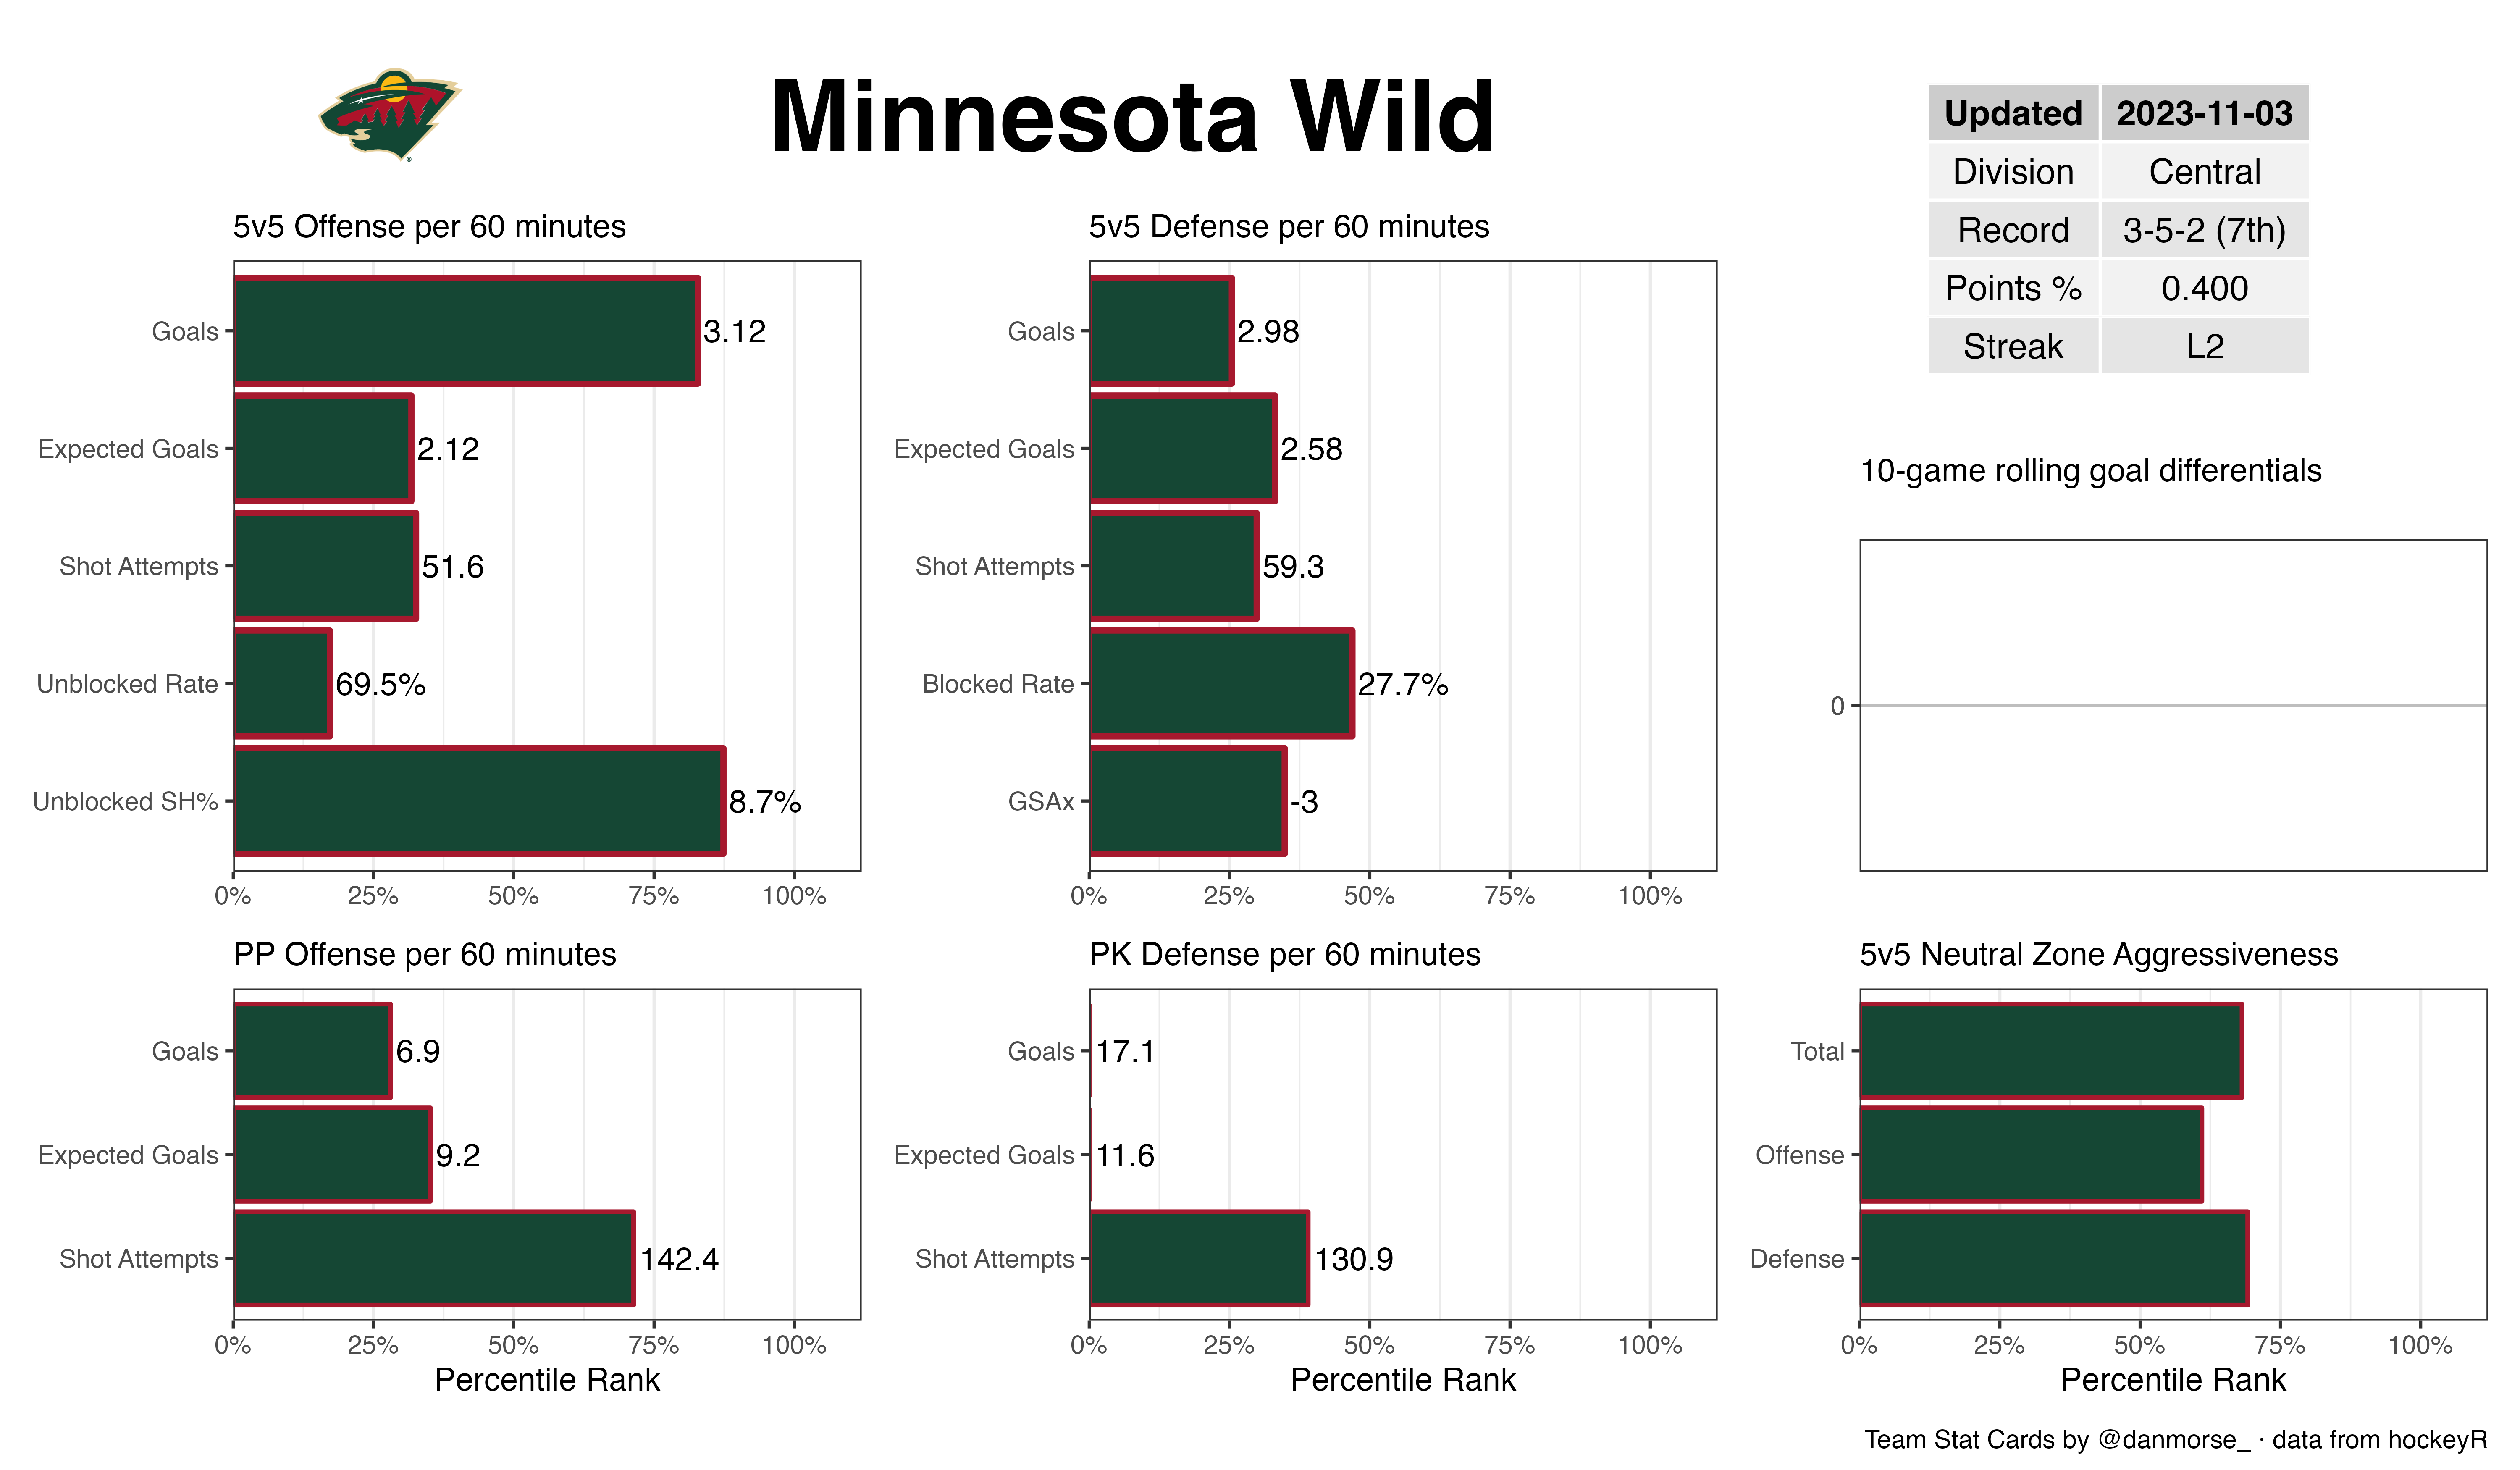 Minnesota Wild
Updated 2023-11-03
Division Central
Record 3-5-2 (7th)
Points % 0.400
Streak L2
5v5 Offense per 60 minutes
Goals 3.12
Expected Goals 2.12
Shot Attempts 51.6
Unblocked Rate 69.5%
Unblocked SH% 8.7%
0% 25% 50% 75% 100%
5v5 Defense per 60 minutes
Goals 2.98
Expected Goals 2.58
Shot Attempts 59.3
Blocked Rate 27.7%
GSAx -3
0% 25% 50% 75% 100%
10-game rolling goal differentials
0
PP Offense per 60 minutes
Goals 6.9
Expected Goals 9.2
Shot Attempts 142.4
0% 25% 50% 75% 100%
Percentile Rank
PK Defense per 60 minutes
Goals 17.1
Expected Goals 11.6
Shot Attempts 130.9
0% 25% 50% 75% 100%
Percentile Rank
5v5 Neutral Zone Aggressiveness
Total
Offense
Defense
0% 25% 50% 75% 100%
Percentile Rank
Team Stat Cards by @danmorse_ · data from hockeyR